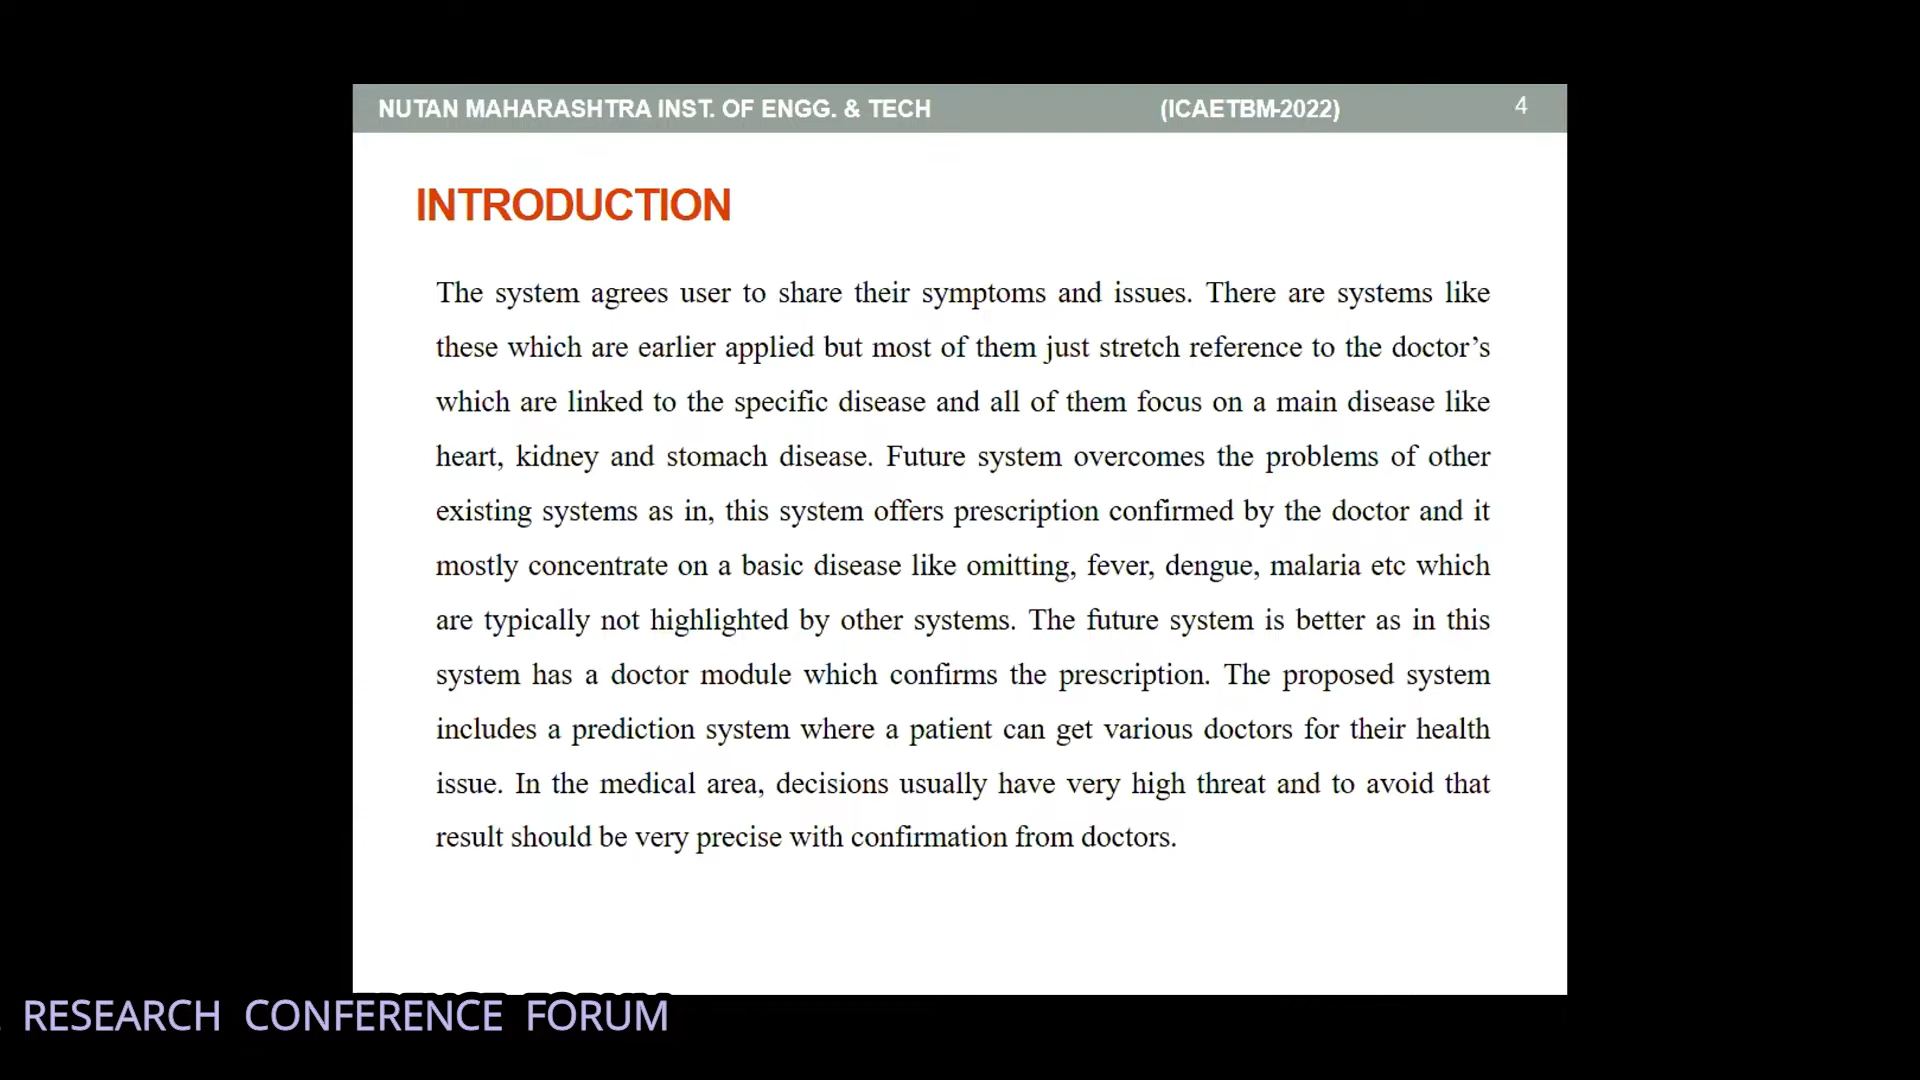 NUTAN MAHARASHTRA INST. OF ENGG. & TECH (ICAETBM-2022) 4
INTRODUCTION
The system agrees user to share their symptoms and issues. There are systems like
these which are earlier applied but most of them just stretch reference to the doctor’s
which are linked to the specific disease and all of them focus on a main disease like
heart, kidney and stomach disease. Future system overcomes the problems of other
existing systems as in, this system offers prescription confirmed by the doctor and it
mostly concentrate on a basic disease like omitting, fever, dengue, malaria etc which
are typically not highlighted by other systems. The future system is better as in this
system has a doctor module which confirms the prescription. The proposed system
includes a prediction system where a patient can get various doctors for their health
issue. In the medical area, decisions usually have very high threat and to avoid that
result should be very precise with confirmation from doctors.
RESEARCH CONFERENCE FORUM